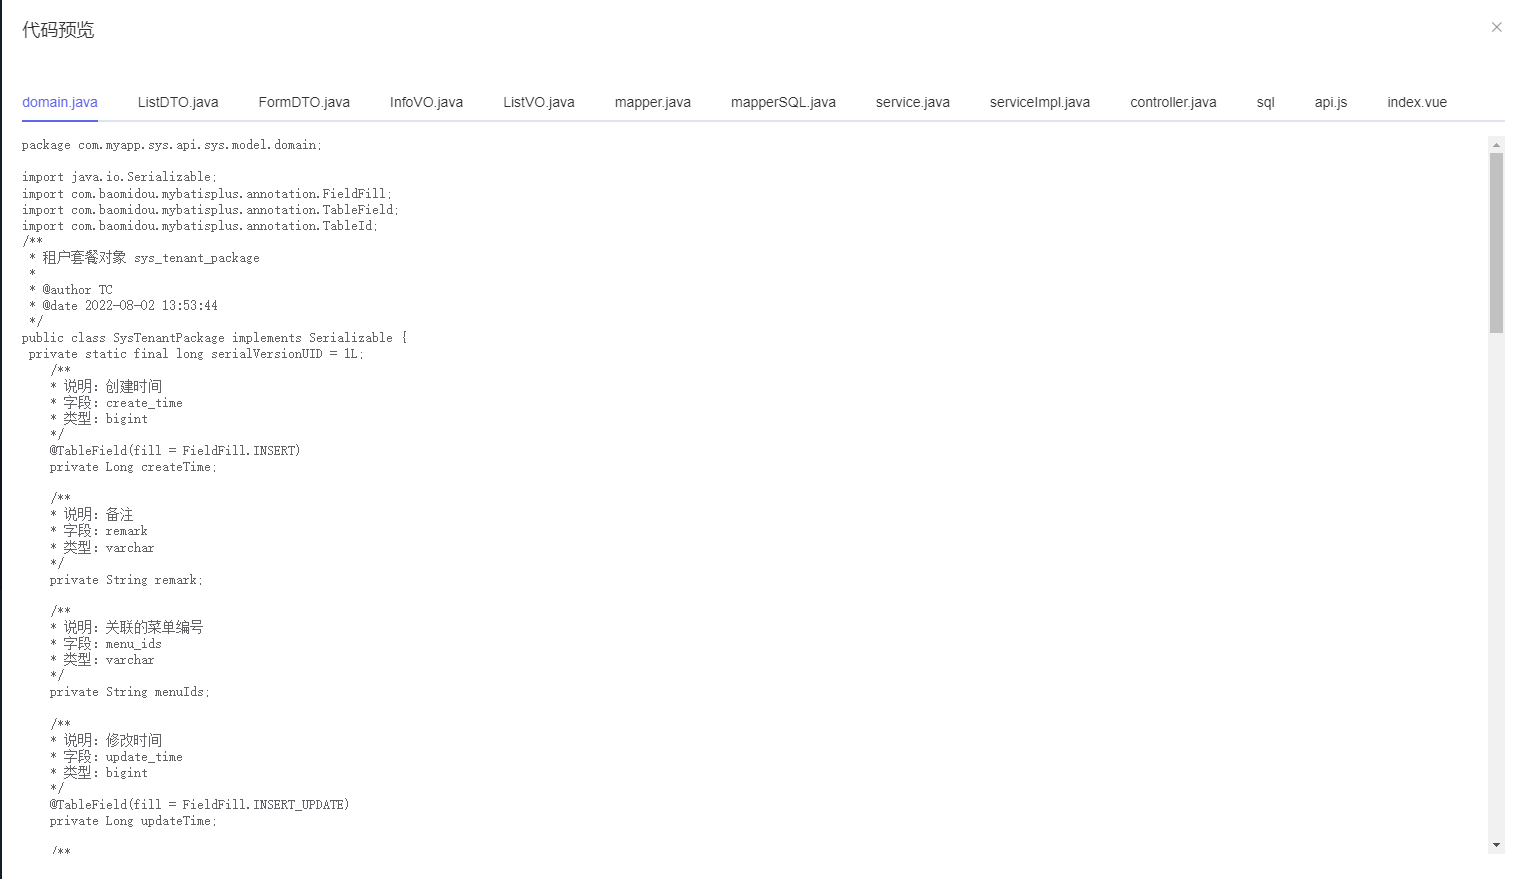 代码预览
domain.java ListDTO.java FormDTO.java InfoVO.java ListVO.java mapper.java mapperSQL.java service.java serviceImpl.java controller.java sql api.js index.vue
package com.myapp.sys.api.sys.model.domain;
import java.io.Serializable;
import com.baomidou.mybatisplus.annotation.FieldFill;
import com.baomidou.mybatisplus.annotation.TableField;
import com.baomidou.mybatisplus.annotation.TableId;
/**
* 租户套餐对象 sys_tenant_package
*
* @author TC
* @date 2022-08-02 13:53:44
*/
public class SysTenantPackage implements Serializable {
private static final long serialVersionUID = 1L;
/**
* 说明: 创建时间
* 字段: create_time
* 类型: bigint
*/
@TableField(fill = FieldFill.INSERT)
private Long createTime;
/**
* 说明: 备注
* 字段: remark
* 类型: varchar
*/
private String remark;
/**
* 说明: 关联的菜单编号
* 字段: menu_ids
* 类型: varchar
*/
private String menuIds;
/**
* 说明: 修改时间
* 字段: update_time
* 类型: bigint
*/
@TableField(fill = FieldFill.INSERT_UPDATE)
private Long updateTime;
/**